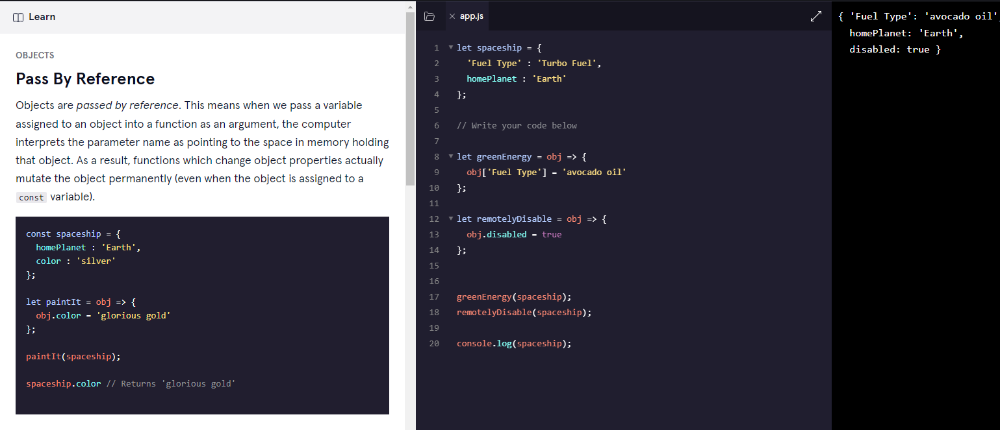 Learn
OBJECTS
Pass By Reference
Objects are passed by reference. This means when we pass a variable
assigned to an object into a function as an argument, the computer
interprets the parameter name as pointing to the space in memory holding
that object. As a result, functions which change object properties actually
mutate the object permanently (even when the object is assigned to a
const variable).
const spaceship = {
  homePlanet : 'Earth',
  color : 'silver'
};
let paintIt = obj => {
  obj.color = 'glorious gold'
};
paintIt(spaceship);
spaceship.color // Returns 'glorious gold'
app.js
1 let spaceship = {
2   'Fuel Type' : 'Turbo Fuel',
3   homePlanet : 'Earth'
4 };
5
6 // Write your code below
7
8 let greenEnergy = obj => {
9   obj['Fuel Type'] = 'avocado oil'
10 };
11
12 let remotelyDisable = obj => {
13   obj.disabled = true
14 };
15
16
17 greenEnergy(spaceship);
18 remotelyDisable(spaceship);
19
20 console.log(spaceship);
{ 'Fuel Type': 'avocado oil',
  homePlanet: 'Earth',
  disabled: true }